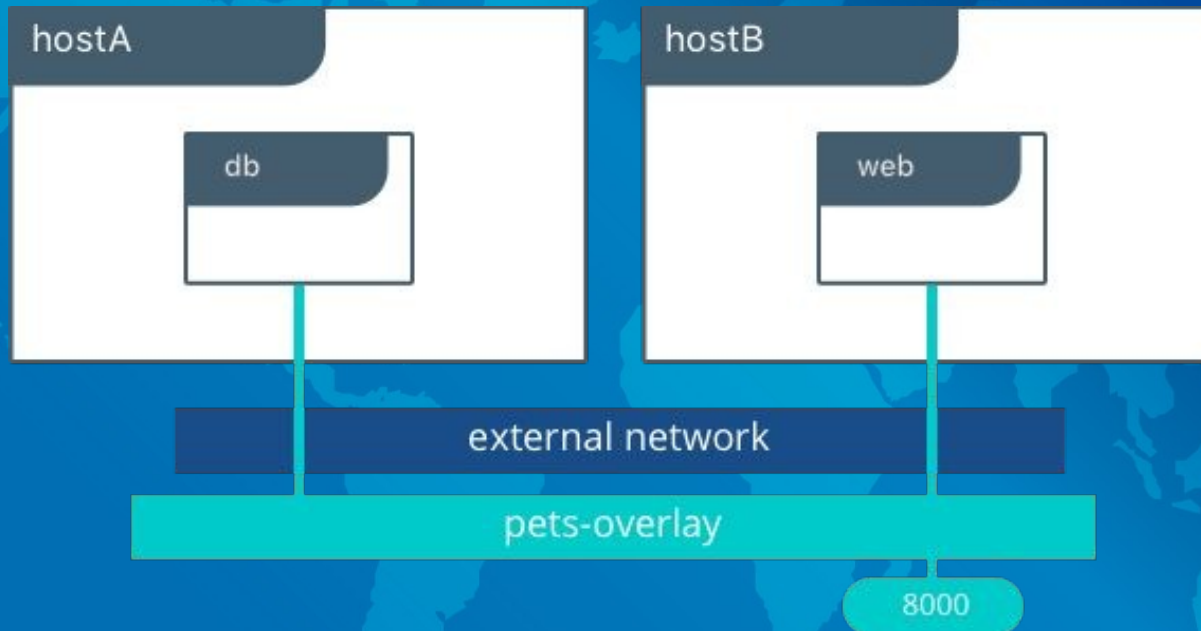 hostA
hostB
db
web
external network
pets-overlay
8000